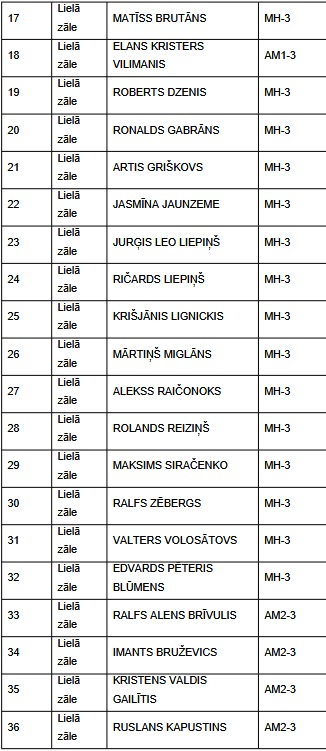 17 Lielā zāle MATĪSS BRUTĀNS MH-3
18 Lielā zāle ELANS KRISTERS VILIMANIS AM1-3
19 Lielā zāle ROBERTS DZENIS MH-3
20 Lielā zāle RONALDS GABRĀNS MH-3
21 Lielā zāle ARTIS GRIŠKOVS MH-3
22 Lielā zāle JASMĪNA JAUNZEME MH-3
23 Lielā zāle JURĢIS LEO LIEPIŅŠ MH-3
24 Lielā zāle RIČARDS LIEPIŅŠ MH-3
25 Lielā zāle KRIŠJĀNIS LIGNICKIS MH-3
26 Lielā zāle MĀRTIŅŠ MIGLĀNS MH-3
27 Lielā zāle ALEKSS RAIČONOKS MH-3
28 Lielā zāle ROLANDS REIZIŅŠ MH-3
29 Lielā zāle MAKSIMS SIRAČENKO MH-3
30 Lielā zāle RALFS ZĒBERGS MH-3
31 Lielā zāle VALTERS VOLOSĀTOVS MH-3
32 Lielā zāle EDVARDS PĒTERIS BLŪMENS MH-3
33 Lielā zāle RALFS ALENS BRĪVULIS AM2-3
34 Lielā zāle IMANTS BRUŽEVICS AM2-3
35 Lielā zāle KRISTENS VALDIS GAILĪTIS AM2-3
36 Lielā zāle RUSLANS KAPUSTINS AM2-3